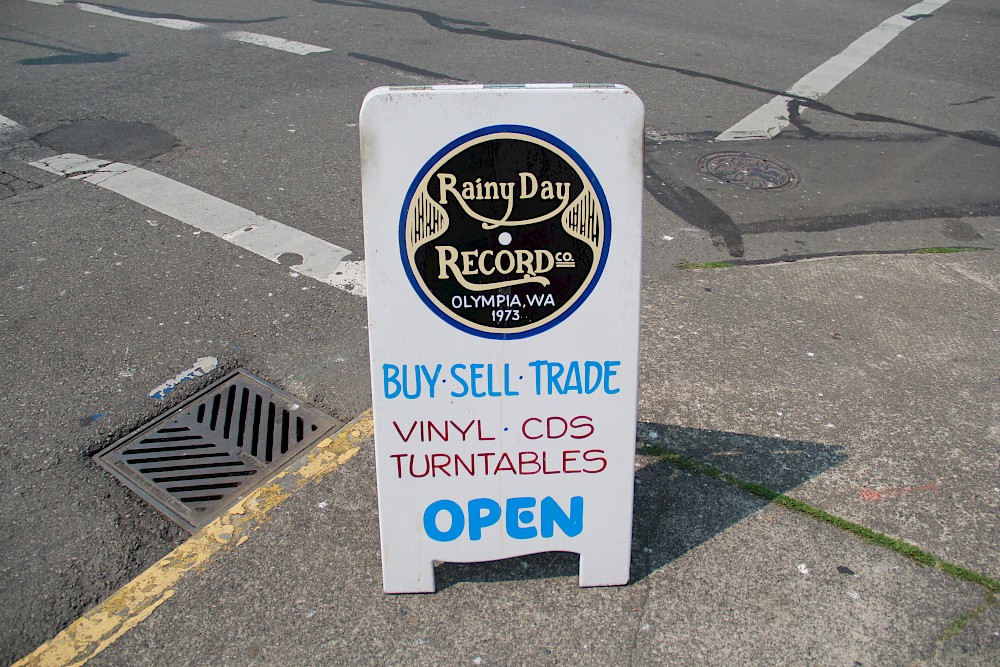 Rainy Day
RECORD CO.
OLYMPIA, WA
1973
BUY · SELL · TRADE
VINYL · CDS
TURNTABLES
OPEN